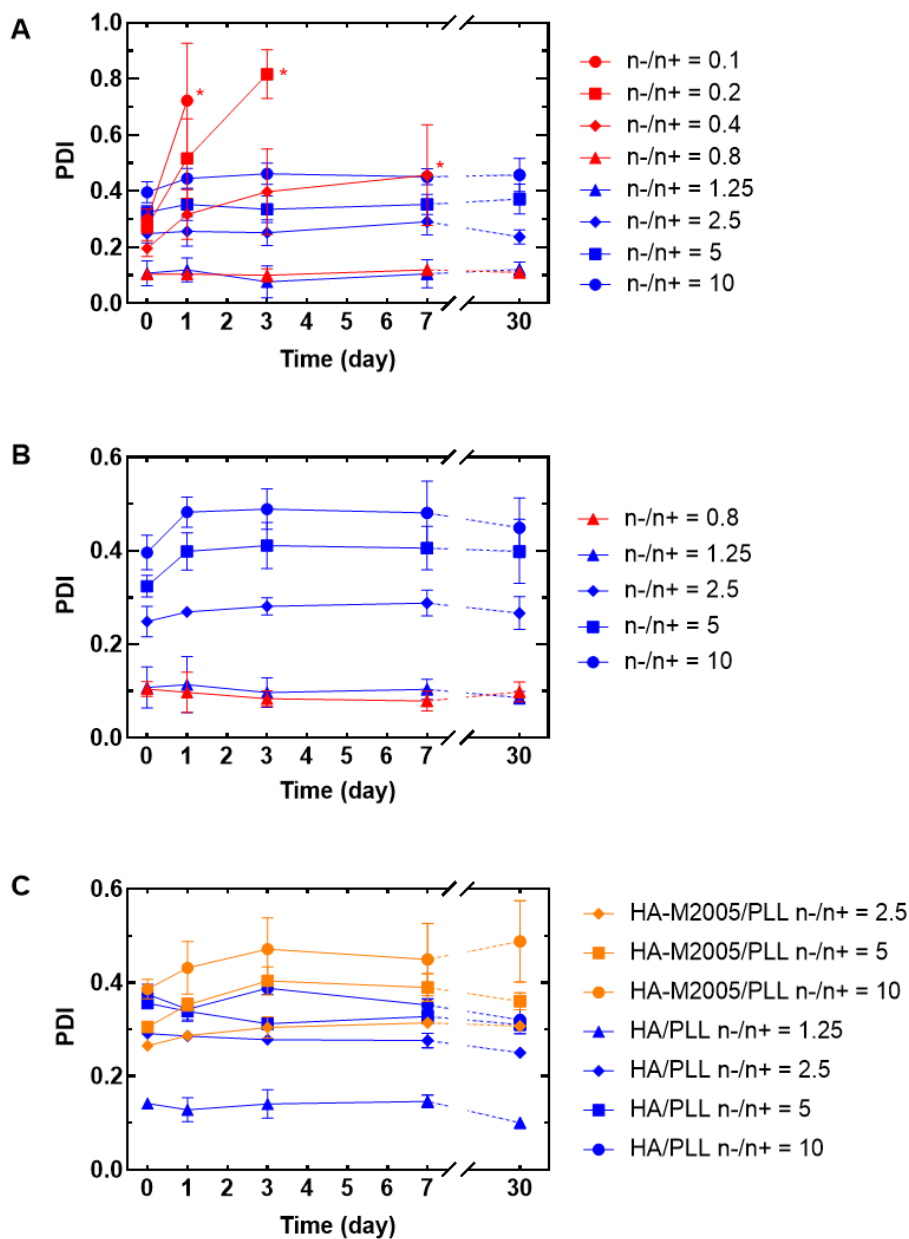 A
1.0
0.8
0.6
0.4
0.2
0.0
PDI
0 1 2 3 4 5 6 7 30
Time (day)
*
*
*
n-/n+ = 0.1
n-/n+ = 0.2
n-/n+ = 0.4
n-/n+ = 0.8
n-/n+ = 1.25
n-/n+ = 2.5
n-/n+ = 5
n-/n+ = 10
B
0.6
0.4
0.2
0.0
PDI
0 1 2 3 4 5 6 7 30
Time (day)
n-/n+ = 0.8
n-/n+ = 1.25
n-/n+ = 2.5
n-/n+ = 5
n-/n+ = 10
C
0.6
0.4
0.2
0.0
PDI
0 1 2 3 4 5 6 7 30
Time (day)
HA-M2005/PLL n-/n+ = 2.5
HA-M2005/PLL n-/n+ = 5
HA-M2005/PLL n-/n+ = 10
HA/PLL n-/n+ = 1.25
HA/PLL n-/n+ = 2.5
HA/PLL n-/n+ = 5
HA/PLL n-/n+ = 10